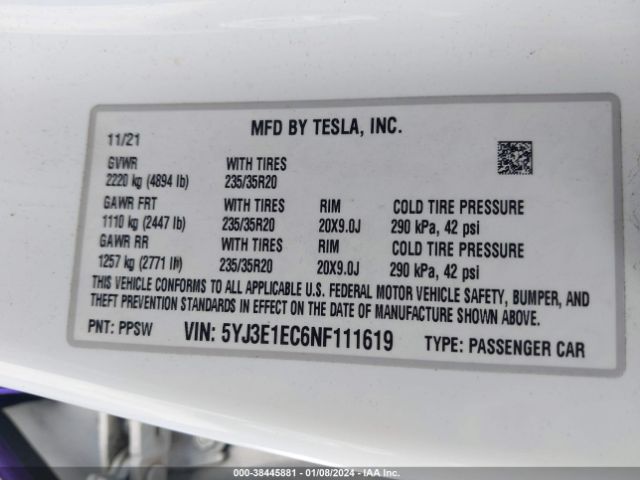 MFD BY TESLA, INC.
11/21
GVWR WITH TIRES
2220 kg (4894 lb) 235/35R20
GAWR FRT WITH TIRES RIM COLD TIRE PRESSURE
1110 kg (2447 lb) 235/35R20 20X9.0J 290 kPa, 42 psi
GAWR RR WITH TIRES RIM COLD TIRE PRESSURE
1257 kg (2771 lb) 235/35R20 20X9.0J 290 kPa, 42 psi
THIS VEHICLE CONFORMS TO ALL APPLICABLE U.S. FEDERAL MOTOR VEHICLE SAFETY, BUMPER, AND
THEFT PREVENTION STANDARDS IN EFFECT ON THE DATE OF MANUFACTURE SHOWN ABOVE.
PNT: PPSW VIN: 5YJ3E1EC6NF111619 TYPE: PASSENGER CAR
000-38445881 - 01/08/2024 - IAA Inc.